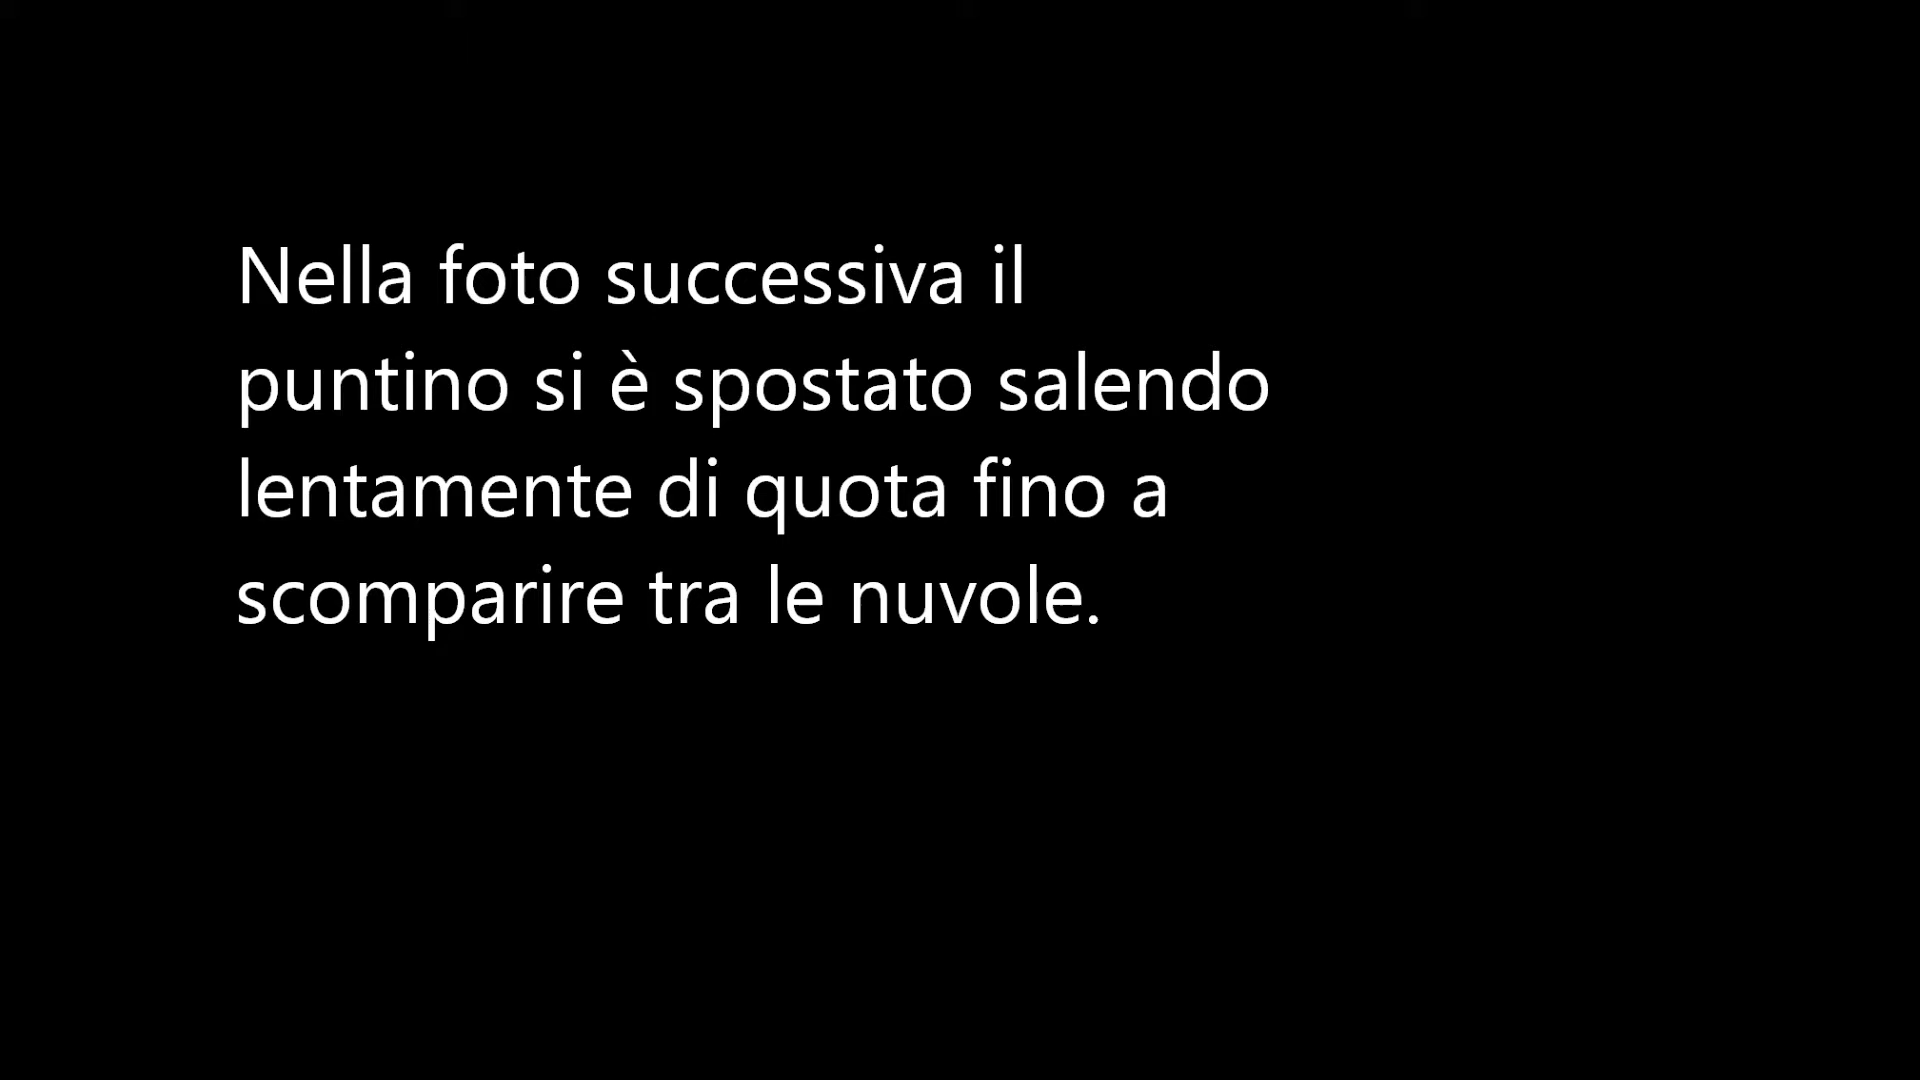 Nella foto successiva il
puntino si è spostato salendo
lentamente di quota fino a
scomparire tra le nuvole.